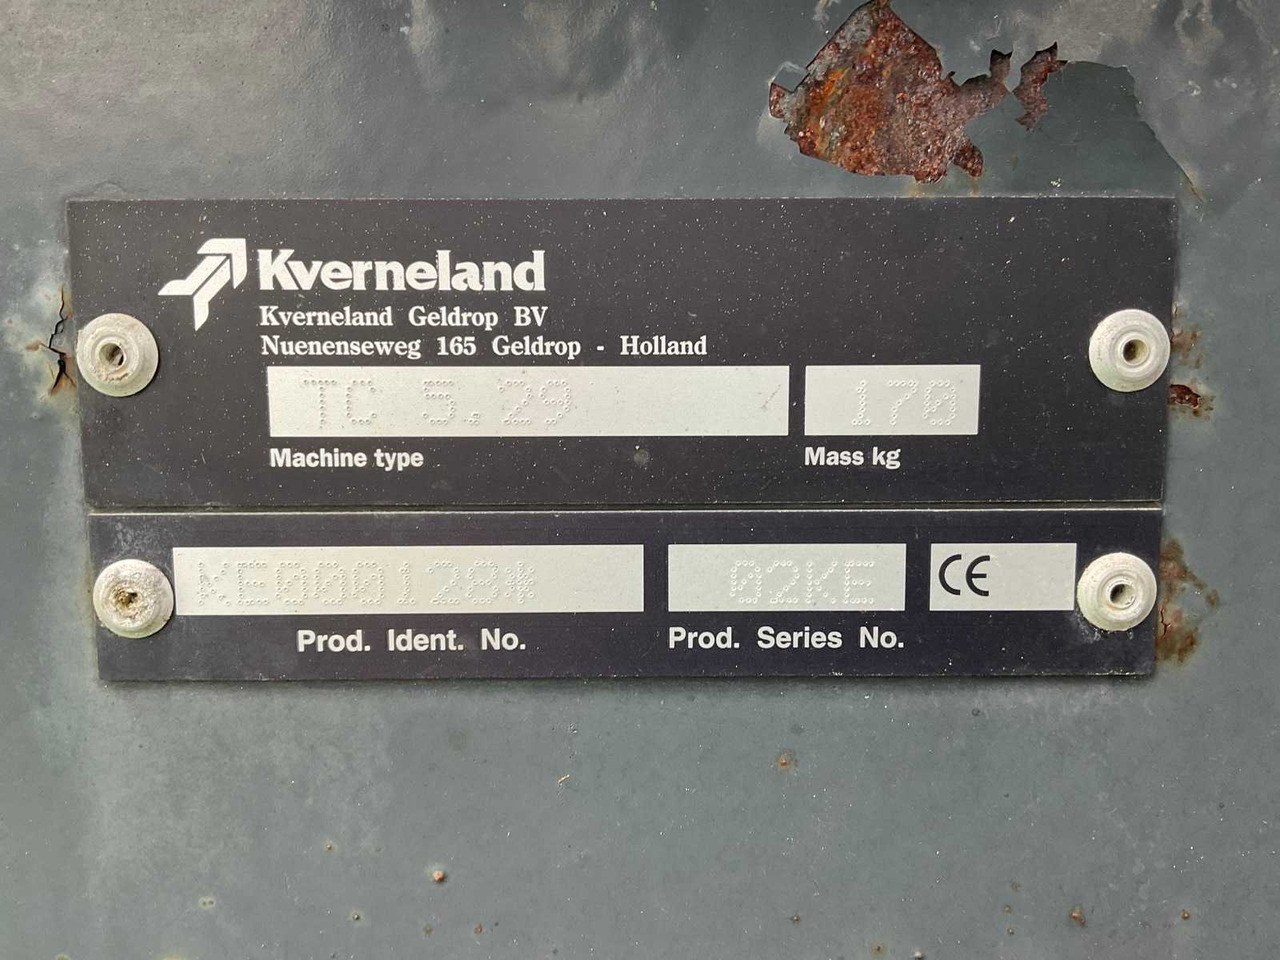 Kverneland
Kverneland Geldrop BV
Nuenenseweg 165 Geldrop - Holland
TC 5.29
170
Machine type
Mass kg
KE000128*
02KE
CE
Prod. Ident. No.
Prod. Series No.